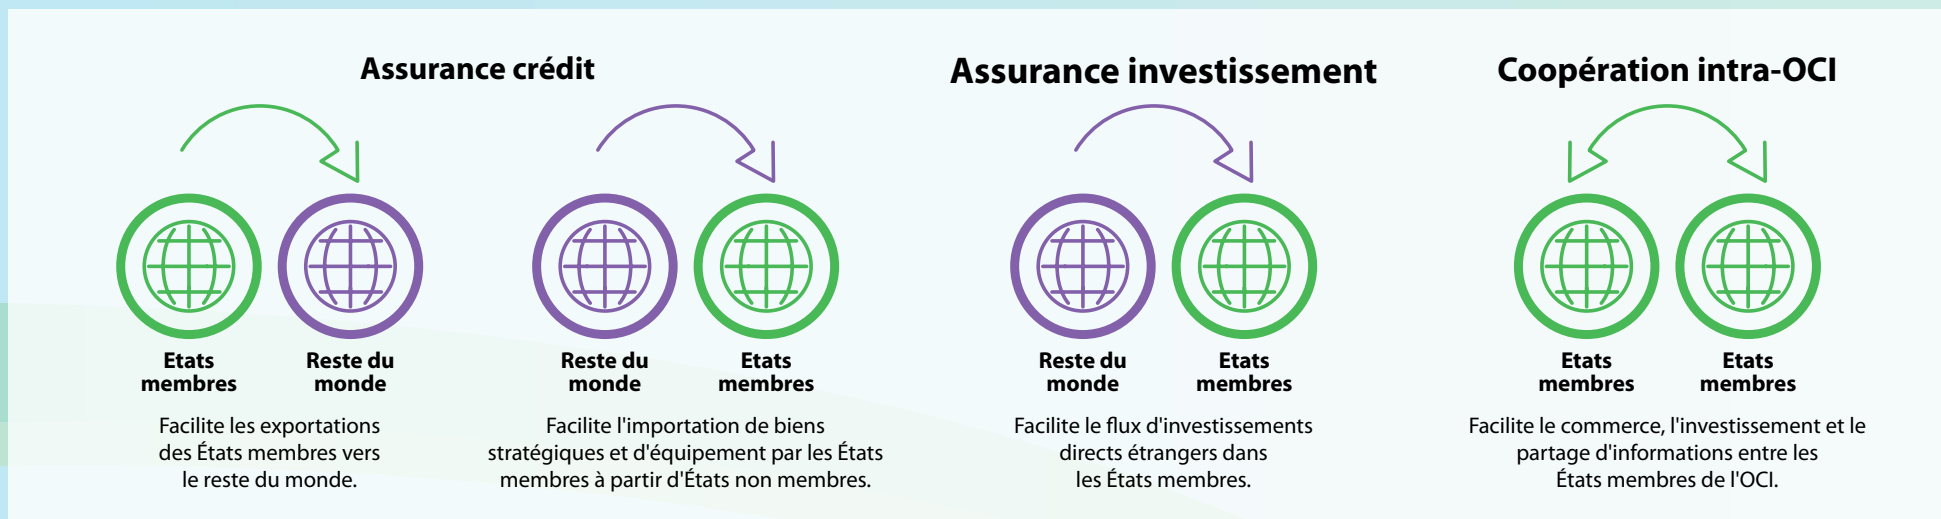 Assurance crédit
Etats
membres
Reste du
monde
Facilite les exportations
des États membres vers
le reste du monde.
Reste du
monde
Etats
membres
Facilite l'importation de biens
stratégiques et d'équipement par les États
membres à partir d'États non membres.
Assurance investissement
Reste du
monde
Etats
membres
Facilite le flux d'investissements
directs étrangers dans
les États membres.
Coopération intra-OCI
Etats
membres
Etats
membres
Facilite le commerce, l'investissement et le
partage d'informations entre les
États membres de l'OCI.